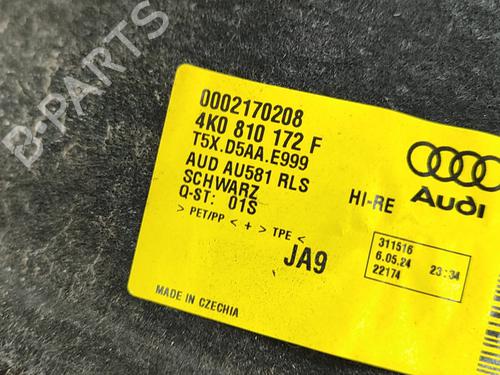 B-PARTS
0002170208
4K0 810 172 F
T5X.D5AA.E999
AUD AU581 RLS
SCHWARZ
Q-ST: 01S
> PET/PP < + > TPE <
HI-RE
Audi
JA9
311516
6.05.24 23:34
22174
MADE IN CZECHIA